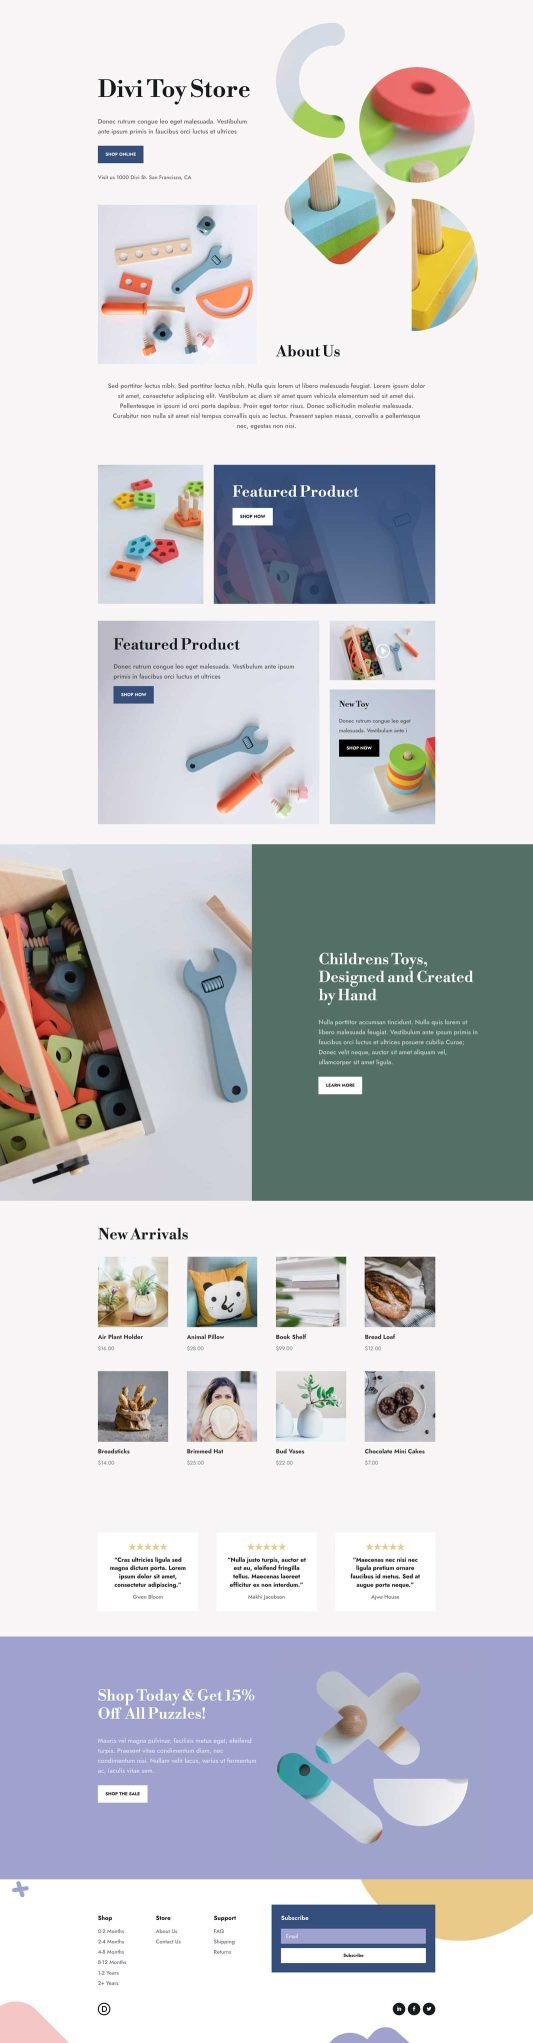 Divi Toy Store
Donec rutrum congue leo eget malesuada. Vestibulum
ante ipsum primis in faucibus orci luctus et ultrices
SHOP ONLINE
Visit us 1000 Divi St. San Francisco, CA
About Us
Sed porttitor lectus nibh. Sed porttitor lectus nibh. Nulla quis lorem ut libero malesuada feugiat. Lorem ipsum dolor
sit amet, consectetur adipiscing elit. Vestibulum ac diam sit amet quam vehicula elementum sed sit amet dui.
Pellentesque in ipsum id orci porta dapibus. Proin eget tortor risus. Donec sollicitudin molestie malesuada.
Curabitur non nulla sit amet nisl tempus convallis quis ac lectus. Praesent sapien massa, convallis a pellentesque
nec, egestas non nisi.
Featured Product
SHOP NOW
Featured Product
Donec rutrum congue leo eget malesuada. Vestibulum ante ipsum
primis in faucibus orci luctus et ultrices
SHOP NOW
New Toy
Donec rutrum congue leo eget
malesuada. Vestibulum ante i
SHOP NOW
Childrens Toys,
Designed and Created
by Hand
Nulla porttitor accumsan tincidunt. Nulla quis lorem ut
libero malesuada feugiat. Vestibulum ante ipsum primis in
faucibus orci luctus et ultrices posuere cubilia Curae;
Donec velit neque, auctor sit amet aliquam vel,
ullamcorper sit amet ligula.
LEARN MORE
New Arrivals
Air Plant Holder
$16.00
Animal Pillow
$28.00
Book Shelf
$99.00
Bread Loaf
$12.00
Breadsticks
$14.00
Brimmed Hat
$25.00
Bud Vases
$22.00
Chocolate Mini Cakes
$7.00
"Cras ultricies ligula sed
magna dictum porta. Lorem
ipsum dolor sit amet,
consectetur adipiscing."
Gwen Bloom
"Nulla justo turpis, auctor et
est eu, eleifend fringilla
tellus. Maecenas laoreet
efficitur ex non interdum."
Makhi Jacobson
"Maecenas nec nisi nec
ligula pretium ornare
faucibus id metus. Sed at
augue porta neque."
Ajwa House
Shop Today & Get 15%
Off All Puzzles!
Mauris vel magna pulvinar, facilisis metus eget, eleifend
turpis. Praesent vitae condimentum diam, nec
condimentum nisi. Nullam velit lacus, varius ut fermentum
ac, iaculis vitae sem.
SHOP THE SALE
Shop
0-2 Months
2-4 Months
4-8 Months
8-12 Months
1-2 Years
2+ Years
Store
About Us
Contact Us
Support
FAQ
Shipping
Returns
Subscribe
Email
Subscribe
D
in
f